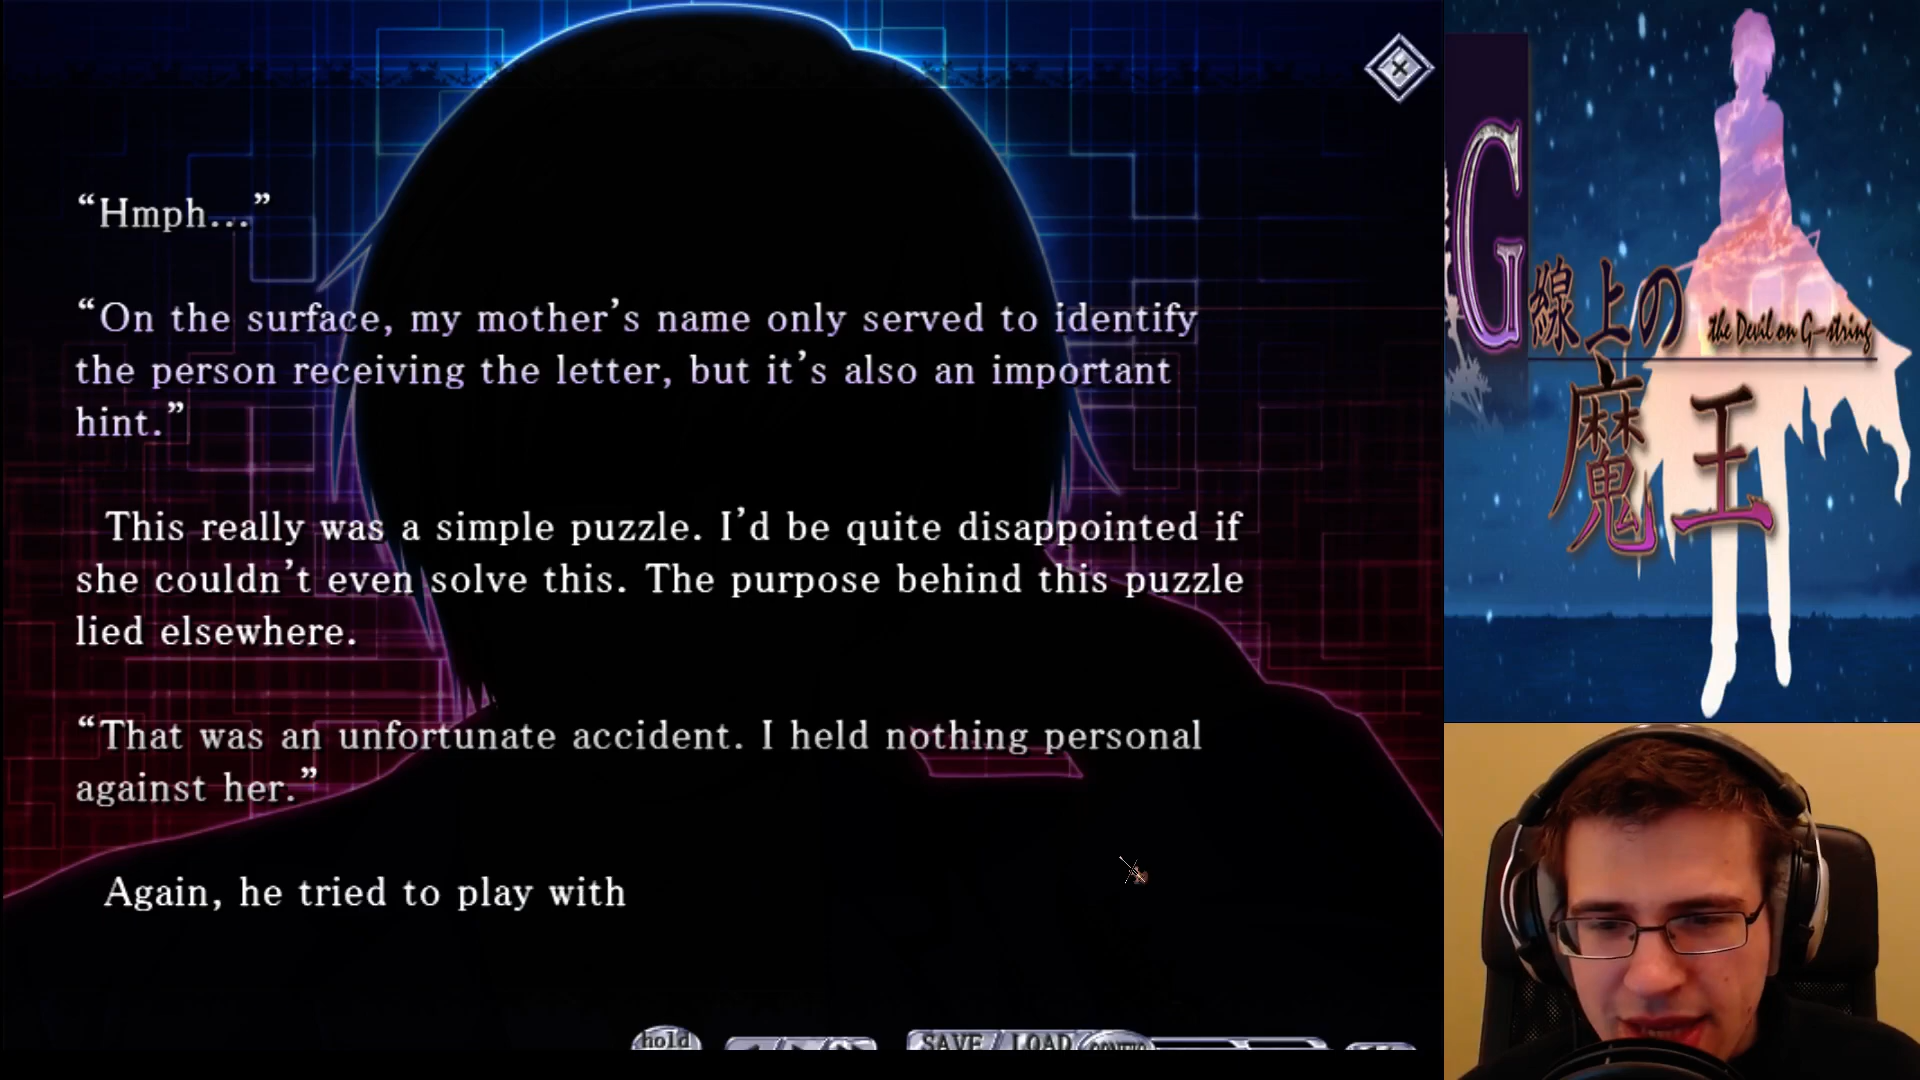 “Hmph...”
“On the surface, my mother’s name only served to identify
the person receiving the letter, but it’s also an important
hint.”
This really was a simple puzzle. I’d be quite disappointed if
she couldn’t even solve this. The purpose behind this puzzle
lied elsewhere.
“That was an unfortunate accident. I held nothing personal
against her.”
Again, he tried to play with
hold
SAVE / LOAD
G線上の
the Devil on G-string
魔王